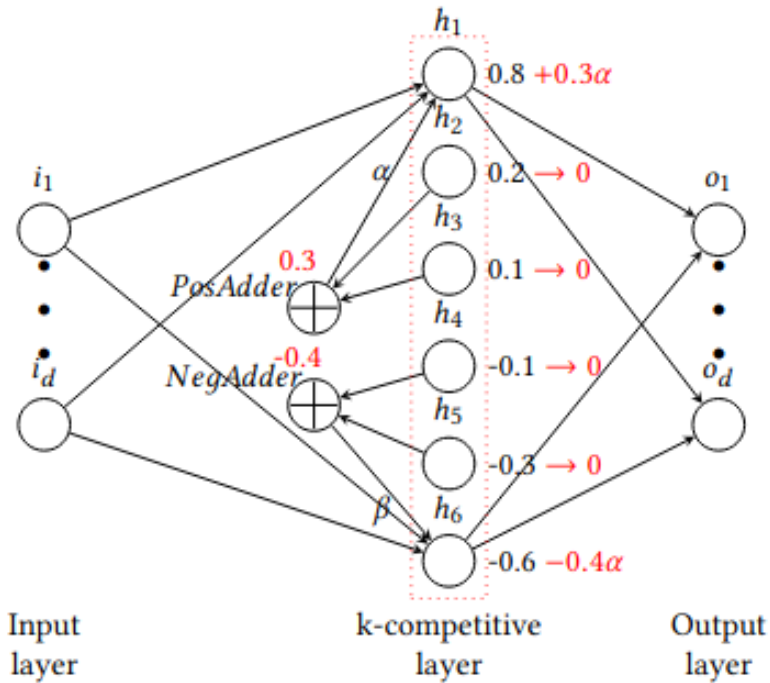 h₁
0.8 +0.3α
h₂
α
0.2 → 0
i₁
o₁
h₃
0.3
PosAdder
0.1 → 0
h₄
-0.4
i_d
NegAdder
-0.1 → 0
o_d
h₅
-0.3 → 0
β
h₆
-0.6 −0.4α
Input
layer
k-competitive
layer
Output
layer